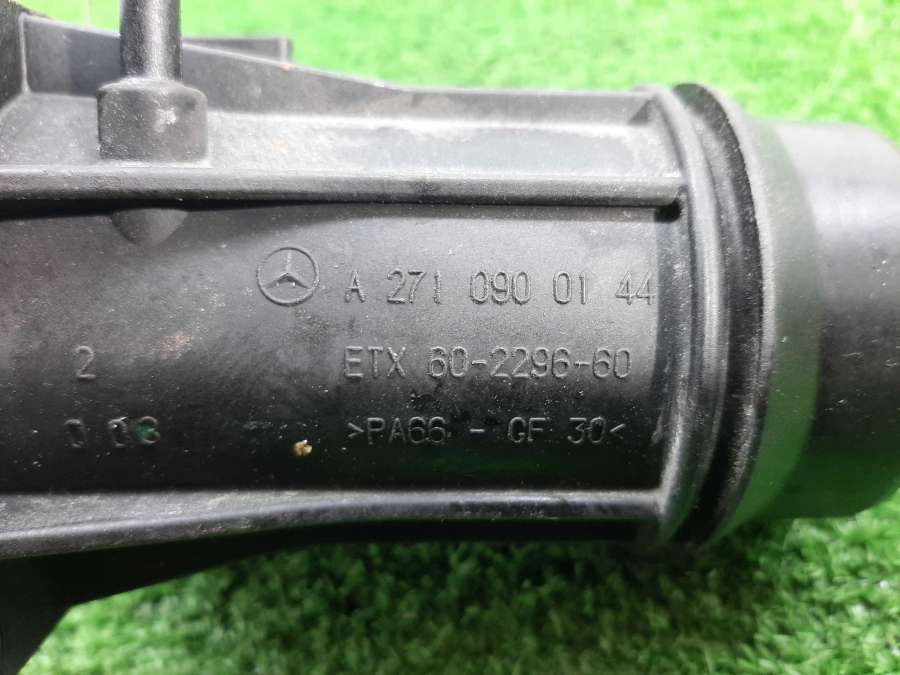 A 271 090 01 44
ETX 60-2296-60
2
>PA66 - GF 30<